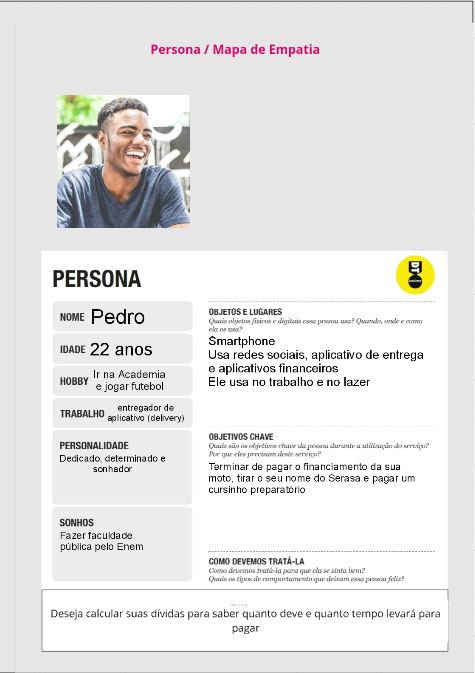 Persona / Mapa de Empatia
PERSONA
NOME Pedro
IDADE 22 anos
HOBBY Ir na Academia
e jogar futebol
TRABALHO entregador de
aplicativo (delivery)
PERSONALIDADE
Dedicado, determinado e
sonhador
SONHOS
Fazer faculdade
pública pelo Enem
OBJETOS E LUGARES
Quais objetos físicos e digitais essa pessoa usa? Quando, onde e como
ela os usa?
Smartphone
Usa redes sociais, aplicativo de entrega
e aplicativos financeiros
Ele usa no trabalho e no lazer
OBJETIVOS CHAVE
Quais são os objetivos chave da pessoa durante a utilização do serviço?
Por que eles precisam deste serviço?
Terminar de pagar o financiamento da sua
moto, tirar o seu nome do Serasa e pagar um
cursinho preparatório
COMO DEVEMOS TRATÁ-LA
Como devemos tratá-la para que ela se sinta bem?
Quais os tipos de comportamento que deixam essa pessoa feliz?
Deseja calcular suas dívidas para saber quanto deve e quanto tempo levará para
pagar